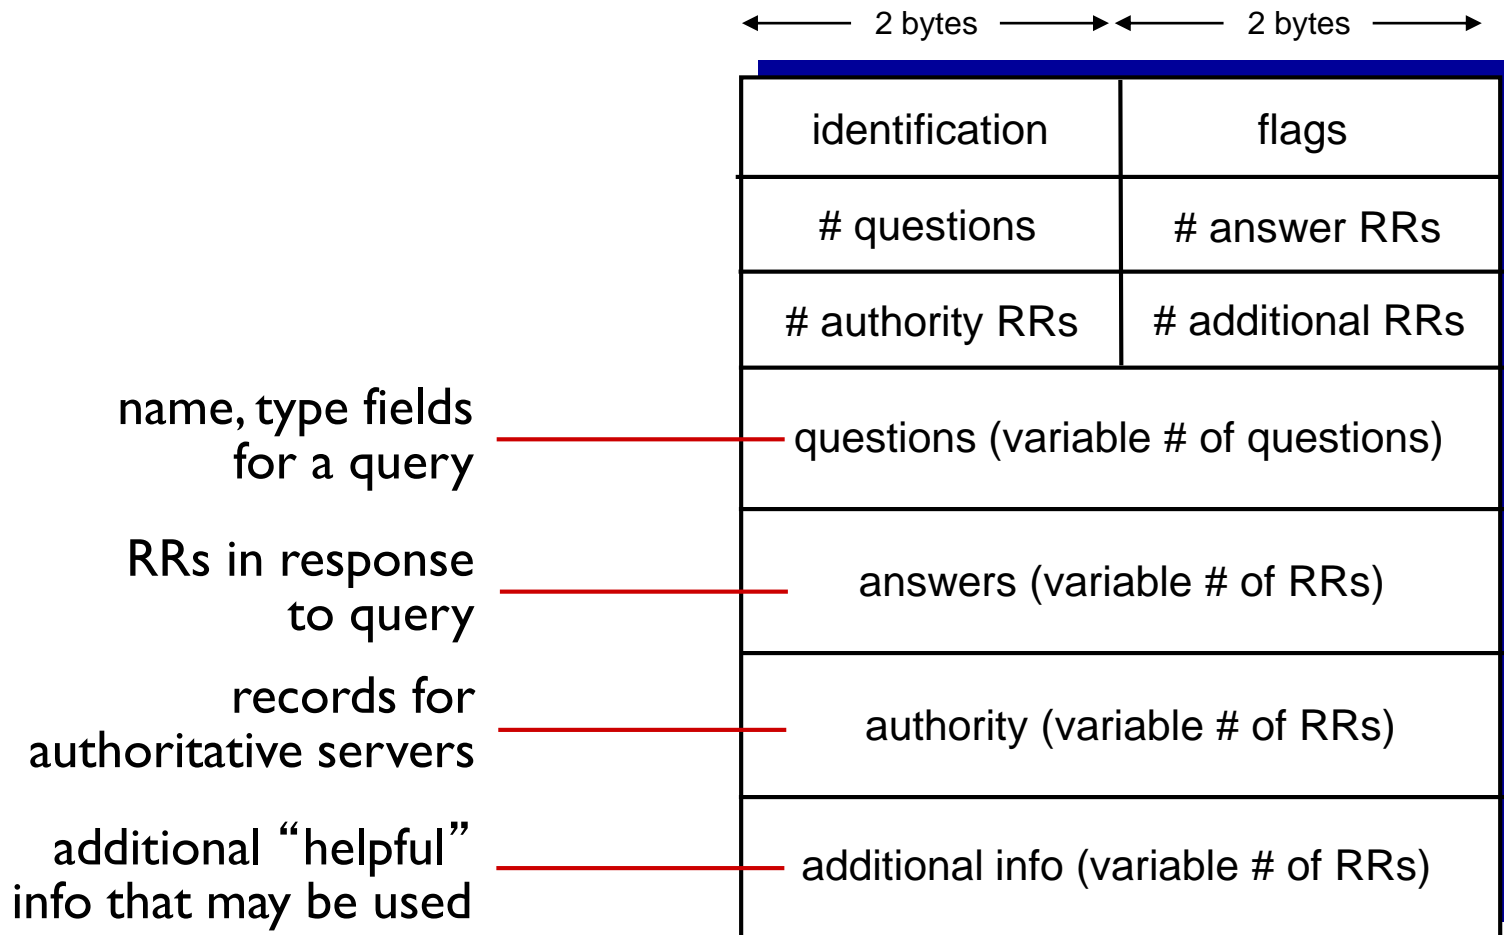 2 bytes 2 bytes
identification flags
# questions # answer RRs
# authority RRs # additional RRs
name, type fields
for a query
questions (variable # of questions)
RRs in response
to query
answers (variable # of RRs)
records for
authoritative servers
authority (variable # of RRs)
additional “helpful”
info that may be used
additional info (variable # of RRs)